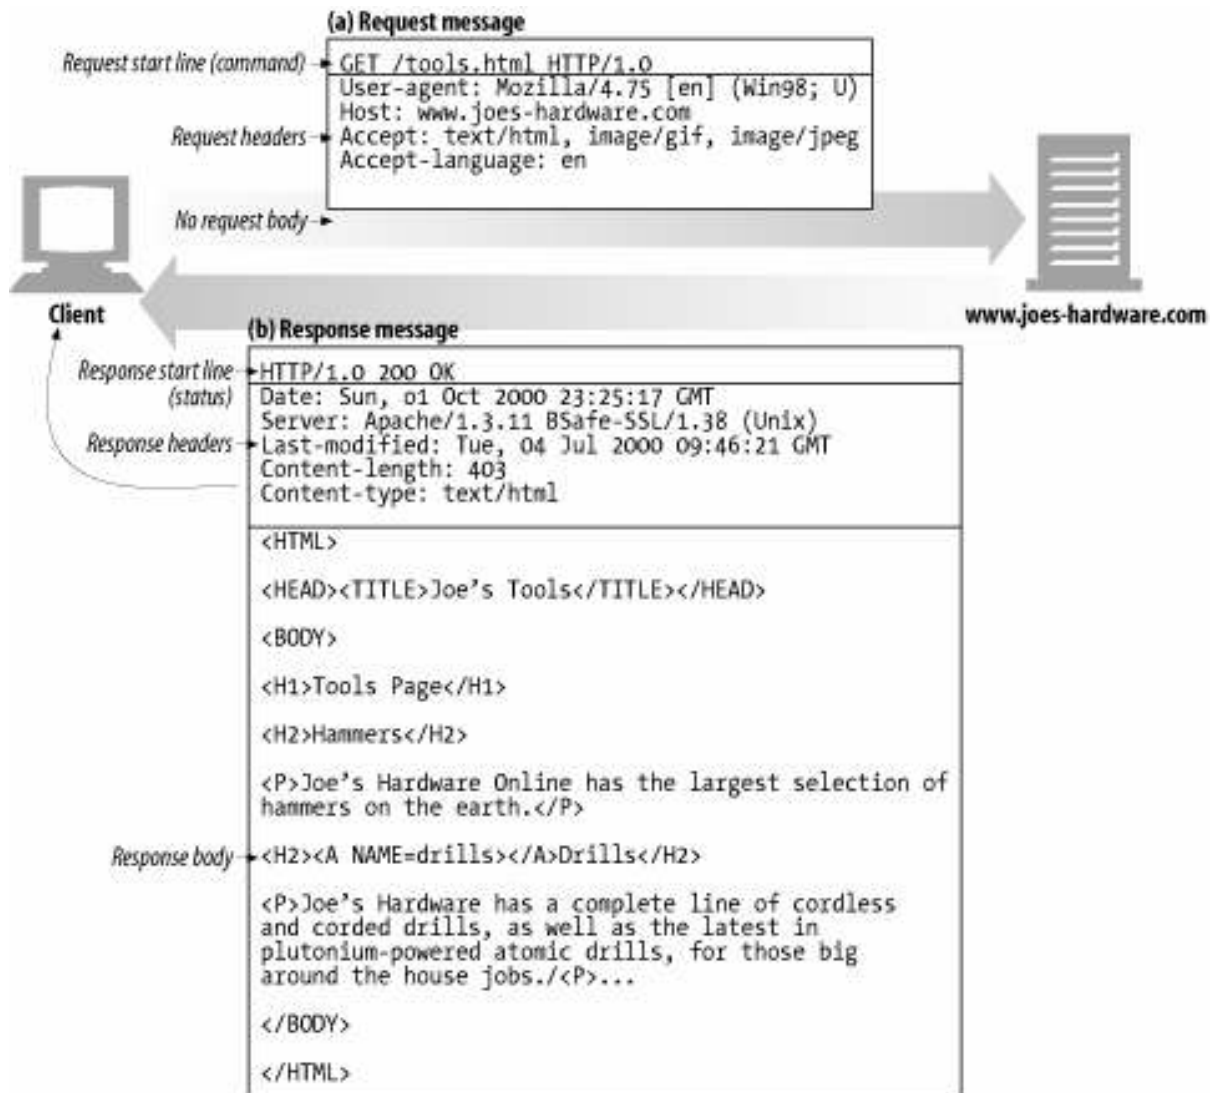 (a) Request message
Request start line (command)
GET /tools.html HTTP/1.0
User-agent: Mozilla/4.75 [en] (Win98; U)
Host: www.joes-hardware.com
Request headers
Accept: text/html, image/gif, image/jpeg
Accept-language: en
No request body
Client
www.joes-hardware.com
(b) Response message
Response start line
(status)
HTTP/1.0 200 OK
Date: Sun, 01 Oct 2000 23:25:17 GMT
Server: Apache/1.3.11 BSafe-SSL/1.38 (Unix)
Response headers
Last-modified: Tue, 04 Jul 2000 09:46:21 GMT
Content-length: 403
Content-type: text/html
<HTML>
<HEAD><TITLE>Joe's Tools</TITLE></HEAD>
<BODY>
<H1>Tools Page</H1>
<H2>Hammers</H2>
<P>Joe's Hardware Online has the largest selection of
hammers on the earth.</P>
Response body
<H2><A NAME=drills></A>Drills</H2>
<P>Joe's Hardware has a complete line of cordless
and corded drills, as well as the latest in
plutonium-powered atomic drills, for those big
around the house jobs./<P>...
</BODY>
</HTML>